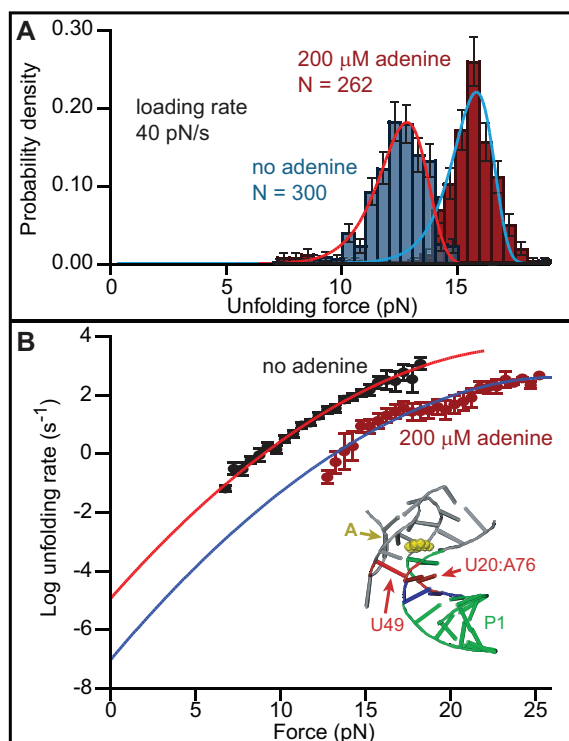 A
0.30
200 μM adenine
N = 262
loading rate
40 pN/s
0.20
no adenine
N = 300
0.10
0.00
Probability density
0 5 10 15
Unfolding force (pN)
B
4
no adenine
2
200 μM adenine
0
-2
A
U20:A76
-4
P1
U49
-6
-8
Log unfolding rate (s⁻¹)
0 5 10 15 20 25
Force (pN)